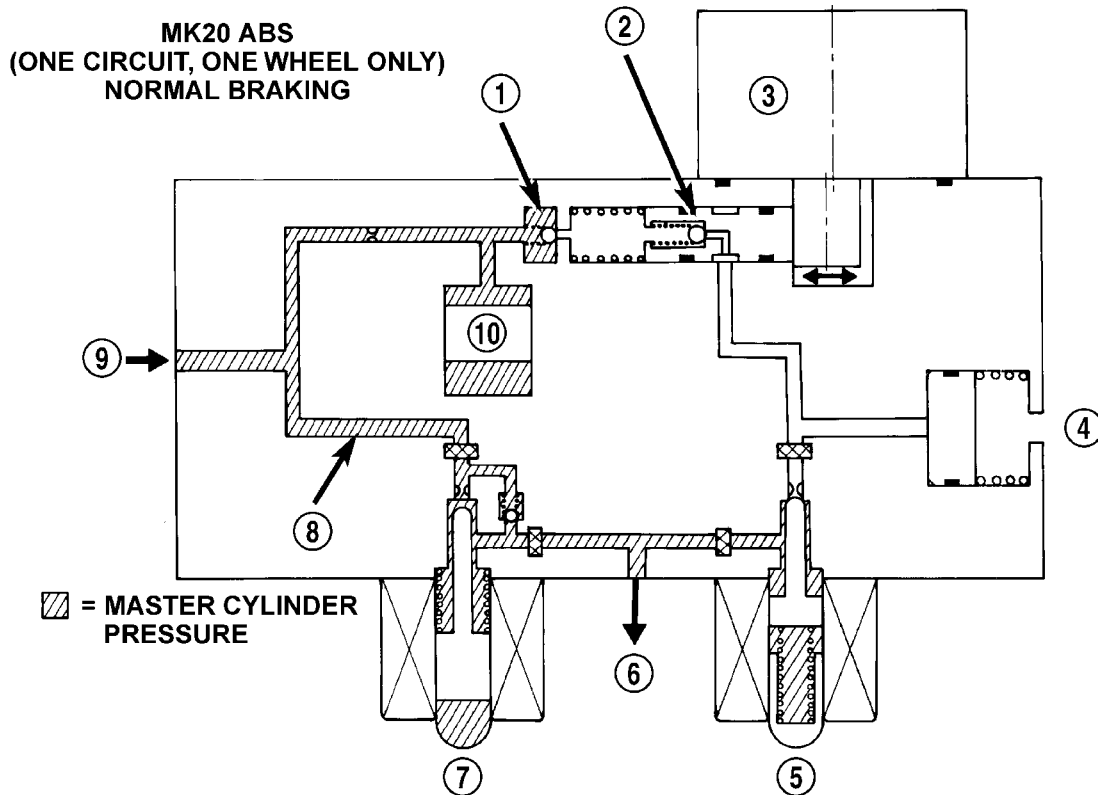 MK20 ABS
(ONE CIRCUIT, ONE WHEEL ONLY)
NORMAL BRAKING
1
2
3
9
10
4
8
= MASTER CYLINDER
PRESSURE
6
7
5